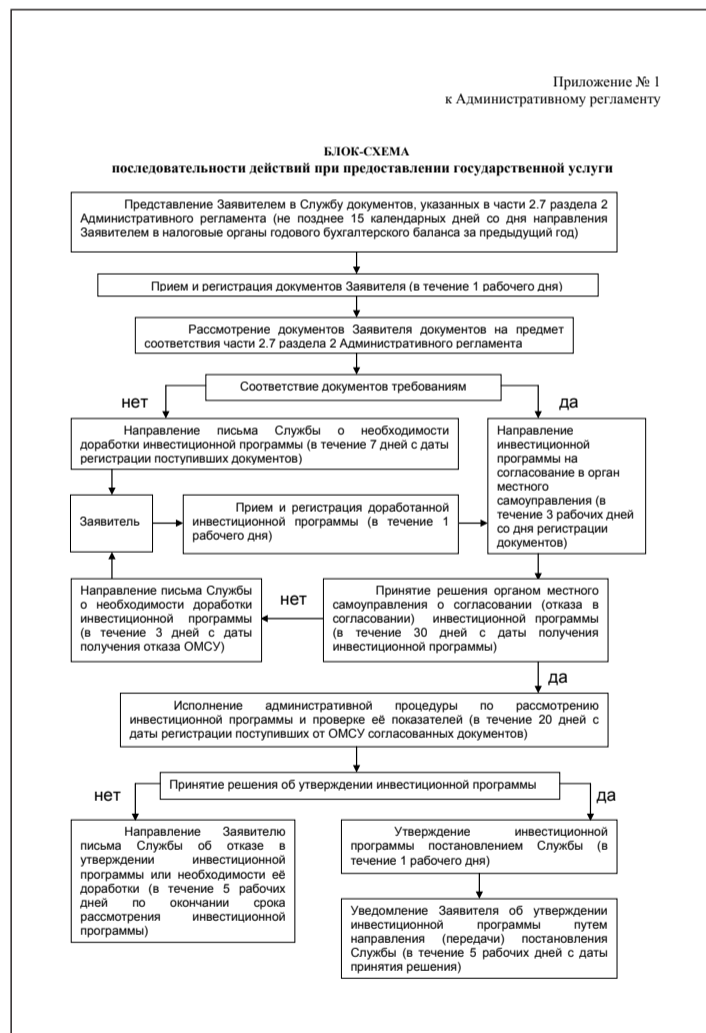 Приложение № 1
к Административному регламенту
БЛОК-СХЕМА
последовательности действий при предоставлении государственной услуги
Представление Заявителем в Службу документов, указанных в части 2.7 раздела 2
Административного регламента (не позднее 15 календарных дней со дня направления
Заявителем в налоговые органы годового бухгалтерского баланса за предыдущий год)
Прием и регистрация документов Заявителя (в течение 1 рабочего дня)
Рассмотрение документов Заявителя документов на предмет
соответствия части 2.7 раздела 2 Административного регламента
Соответствие документов требованиям
нет
да
Направление письма Службы о необходимости
доработки инвестиционной программы (в течение 7 дней с даты
регистрации поступивших документов)
Направление
инвестиционной
программы на
согласование в орган
местного
самоуправления (в
течение 3 рабочих дней
со дня регистрации
документов)
Заявитель
Прием и регистрация доработанной
инвестиционной программы (в течение 1
рабочего дня)
Направление письма Службы
о необходимости доработки
инвестиционной программы
(в течение 3 дней с даты
получения отказа ОМСУ)
нет
Принятие решения органом местного
самоуправления о согласовании (отказа в
согласовании) инвестиционной программы
(в течение 30 дней с даты получения
инвестиционной программы)
да
Исполнение административной процедуры по рассмотрению
инвестиционной программы и проверке её показателей (в течение 20 дней с
даты регистрации поступивших от ОМСУ согласованных документов)
Принятие решения об утверждении инвестиционной программы
нет
да
Направление Заявителю
письма Службы об отказе в
утверждении инвестиционной
программы или необходимости её
доработки (в течение 5 рабочих
дней по окончании срока
рассмотрения инвестиционной
программы)
Утверждение инвестиционной
программы постановлением Службы (в
течение 1 рабочего дня)
Уведомление Заявителя об утверждении
инвестиционной программы путем
направления (передачи) постановления
Службы (в течение 5 рабочих дней с даты
принятия решения)